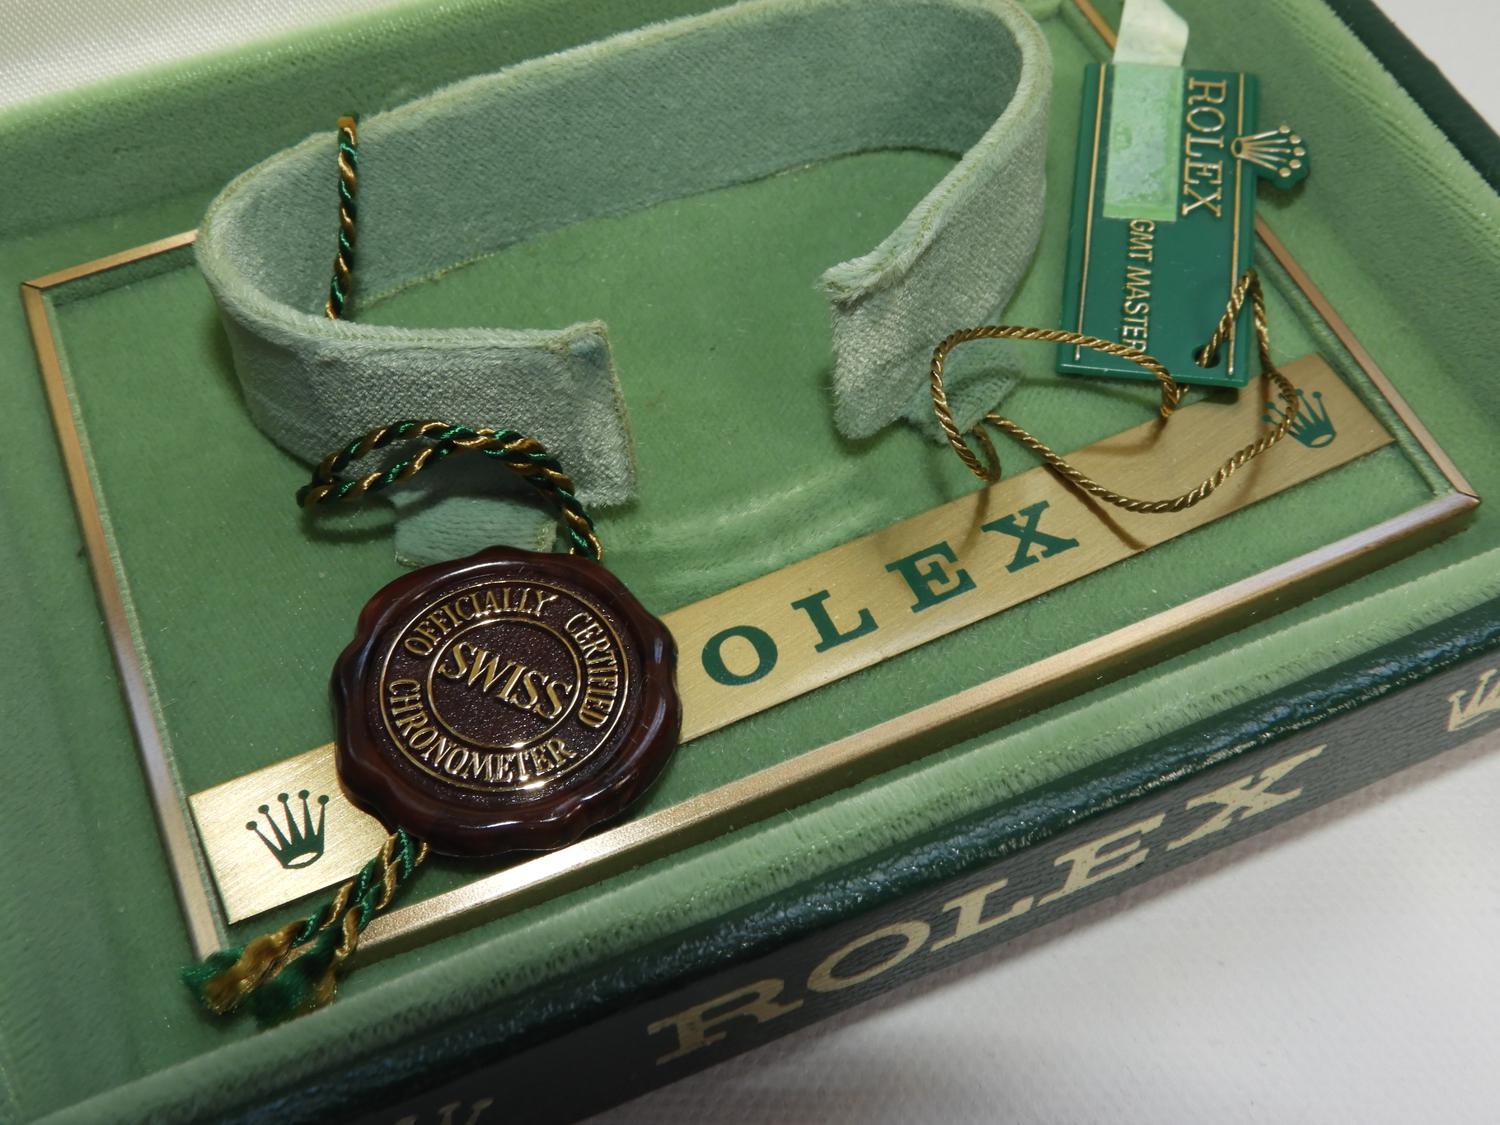 ROLEX
GMT MASTER
OLEX
OFFICIALLY CERTIFIED
CHRONOMETER
SWISS
ROLEX